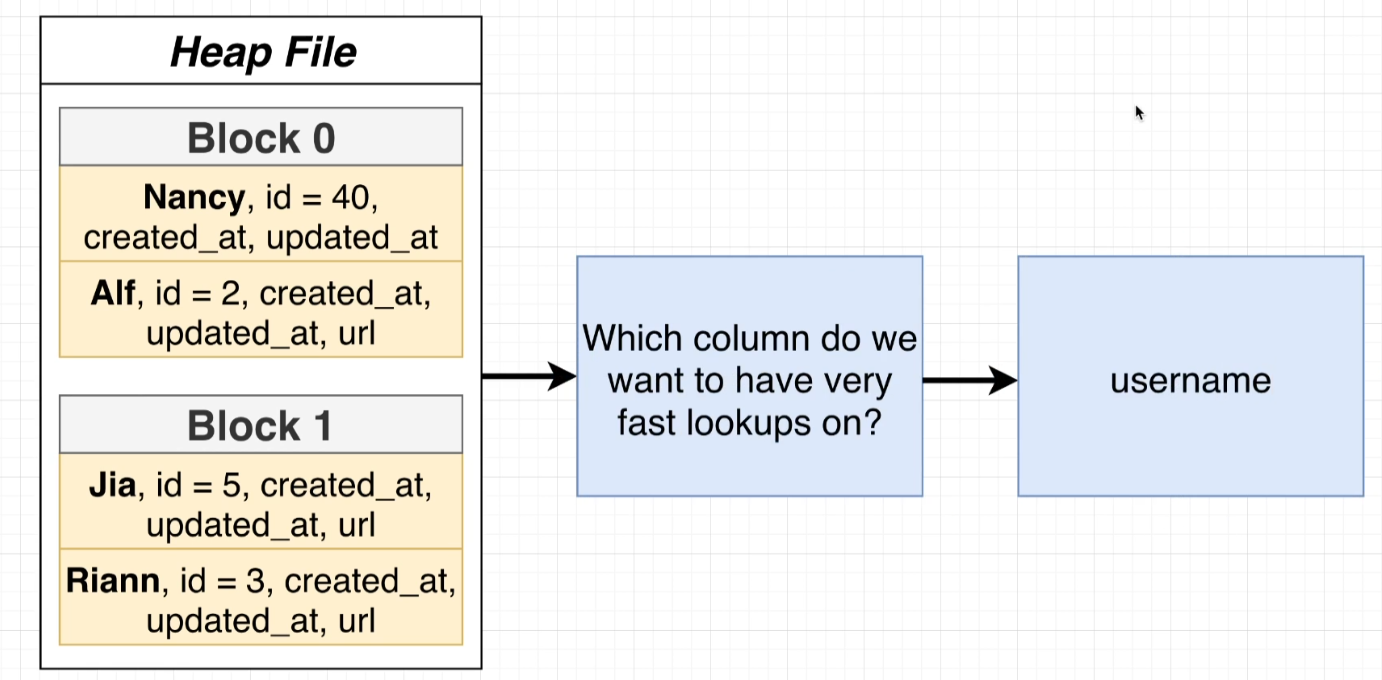 Heap File
Block 0
Nancy, id = 40,
created_at, updated_at
Alf, id = 2, created_at,
updated_at, url
Block 1
Jia, id = 5, created_at,
updated_at, url
Riann, id = 3, created_at,
updated_at, url
Which column do we
want to have very
fast lookups on?
username